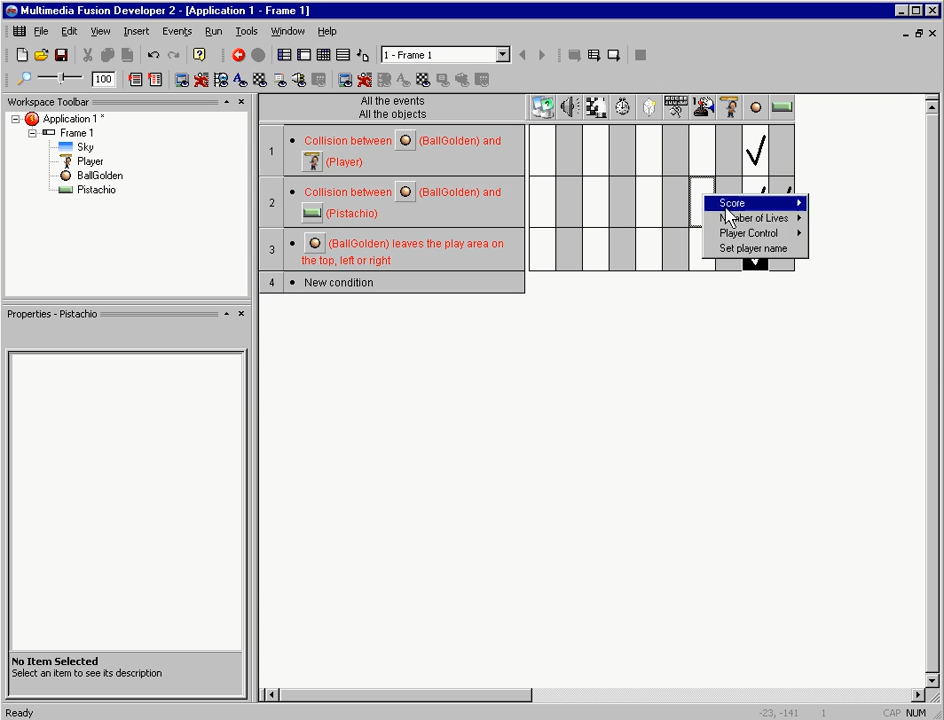 Multimedia Fusion Developer 2 - [Application 1 - Frame 1]
File Edit View Insert Events Run Tools Window Help
1 - Frame 1
100
Workspace Toolbar
Application 1 *
Frame 1
Sky
Player
BallGolden
Pistachio
Properties - Pistachio
No Item Selected
Select an item to see its description
All the events
All the objects
1 • Collision between (BallGolden) and
(Player)
2 • Collision between (BallGolden) and
(Pistachio)
3 • (BallGolden) leaves the play area on
the top, left or right
4 • New condition
Score
Number of Lives
Player Control
Set player name
Ready
-23, -141 1 CAP NUM